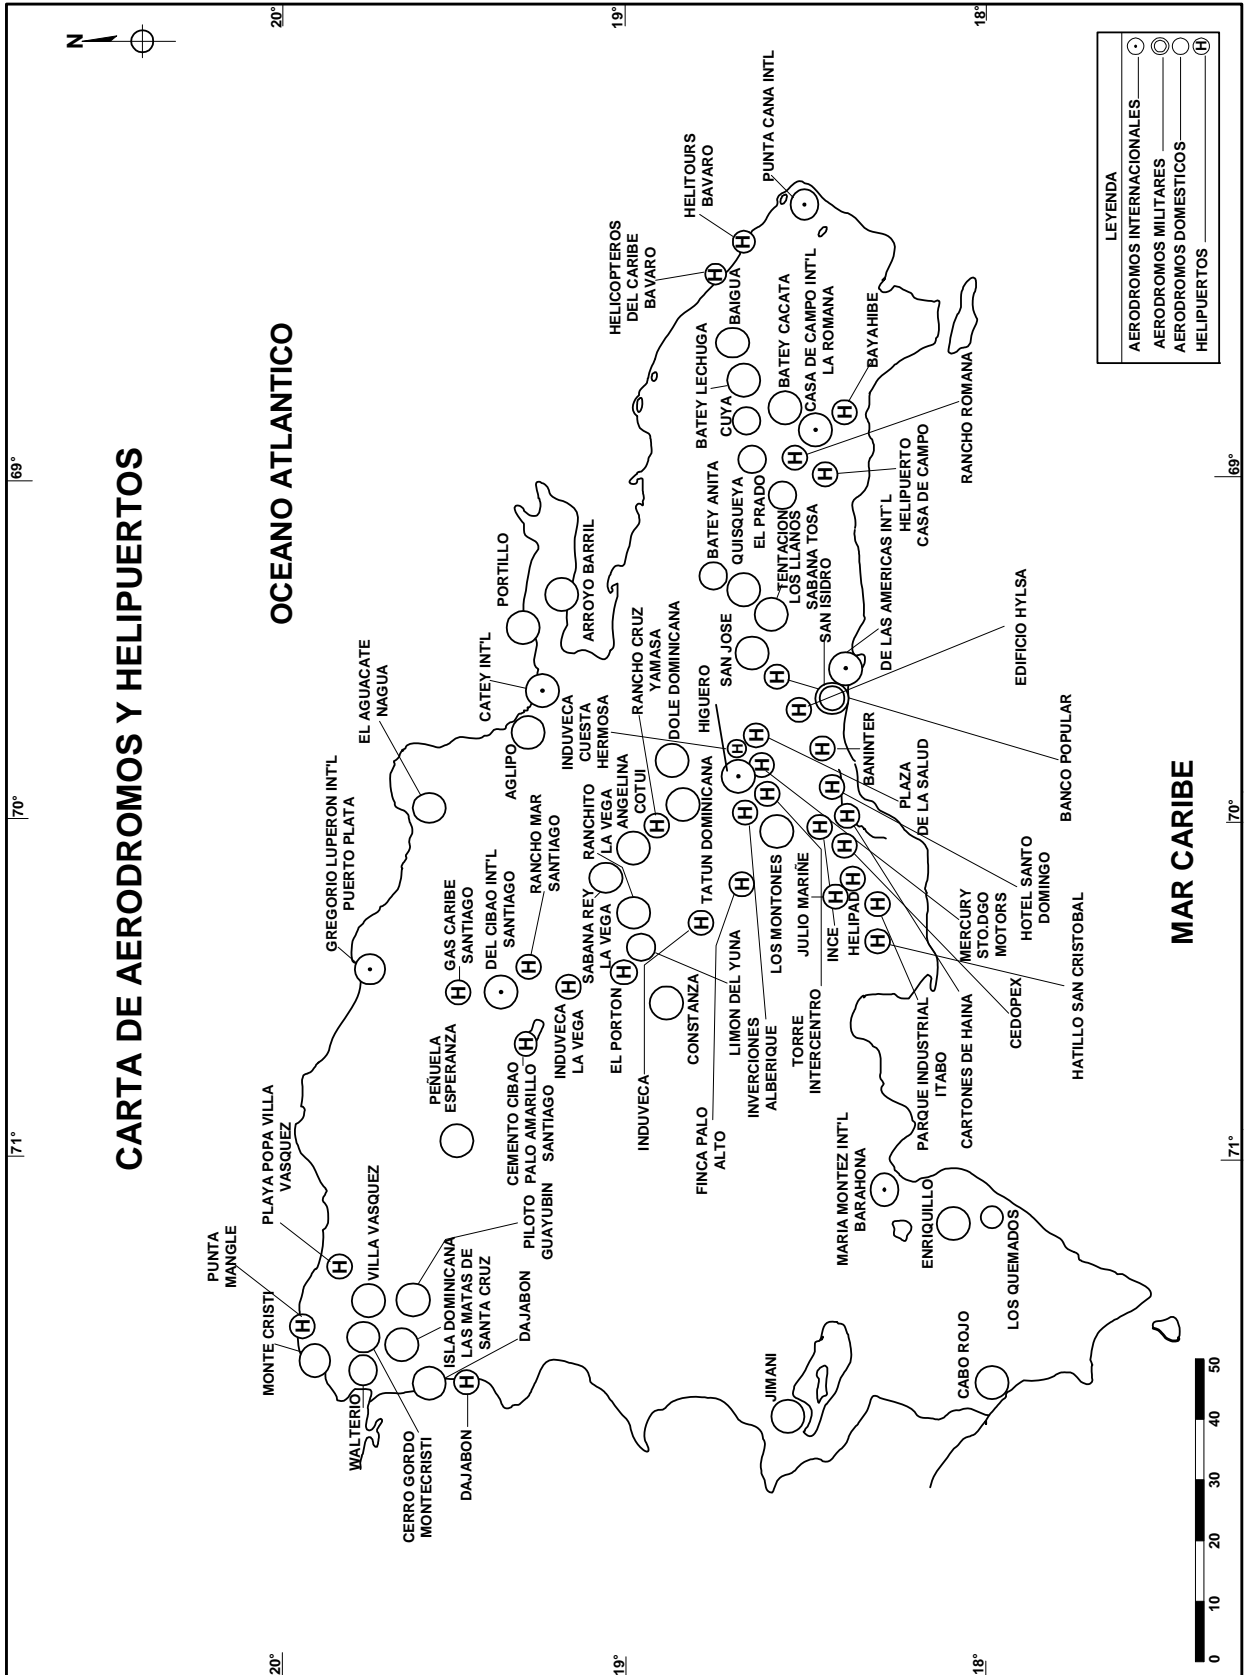 CARTA DE AERODROMOS Y HELIPUERTOS
N
20°
19°
18°
69°
70°
71°
OCEANO ATLANTICO
PUNTA
MANGLE
PLAYA POPA VILLA
VASQUEZ
MONTE CRISTI
VILLA VASQUEZ
WALTERIO
CERRO GORDO
MONTECRISTI
ISLA DOMINICANA
LAS MATAS DE
SANTA CRUZ
PILOTO
GUAYUBIN
DAJABON
H
DAJABON
GREGORIO LUPERON INT'L
PUERTO PLATA
PEÑUELA
ESPERANZA
GAS CARIBE
SANTIAGO
DEL CIBAO INT'L
SANTIAGO
RANCHO MAR
SANTIAGO
CEMENTO CIBAO
PALO AMARILLO
SANTIAGO
EL AGUACATE
NAGUA
CATEY INT'L
AGLIPO
PORTILLO
ARROYO BARRIL
INDUVECA
LA VEGA
SABANA REY
LA VEGA
RANCHITO
LA VEGA
ANGELINA
COTUI
EL PORTON
CONSTANZA
LIMON DEL YUNA
INDUVECA
TATUN DOMINICANA
INDUVECA
CUESTA
HERMOSA
RANCHO CRUZ
YAMASA
DOLE DOMINICANA
HIGUERO
SAN JOSE
FINCA PALO
ALTO
INVERCIONES
ALBERIQUE
LOS MONTONES
TORRE
INTERCENTRO
JULIO MARIÑE
INCE
HELIPAD
BATEY ANITA
QUISQUEYA
EL PRADO
TENTACION
LOS LLANOS
SABANA TOSA
SAN ISIDRO
BATEY LECHUGA
CUYA
BAIGUA
BATEY CACATA
CASA DE CAMPO INT'L
LA ROMANA
BAYAHIBE
HELICOPTEROS
DEL CARIBE
BAVARO
HELITOURS
BAVARO
PUNTA CANA INTL
RANCHO ROMANA
HELIPUERTO
CASA DE CAMPO
DE LAS AMERICAS INT'L
EDIFICIO HYLSA
BANCO POPULAR
BANINTER
PLAZA
DE LA SALUD
HOTEL SANTO
DOMINGO
MERCURY
STO.DGO
MOTORS
CEDOPEX
HATILLO SAN CRISTOBAL
CARTONES DE HAINA
PARQUE INDUSTRIAL
ITABO
MARIA MONTEZ INT'L
BARAHONA
ENRIQUILLO
LOS QUEMADOS
JIMANI
CABO ROJO
MAR CARIBE
LEYENDA
AERODROMOS INTERNACIONALES
AERODROMOS MILITARES
AERODROMOS DOMESTICOS
HELIPUERTOS
H
0 10 20 30 40 50
20°
19°
18°
69°
70°
71°